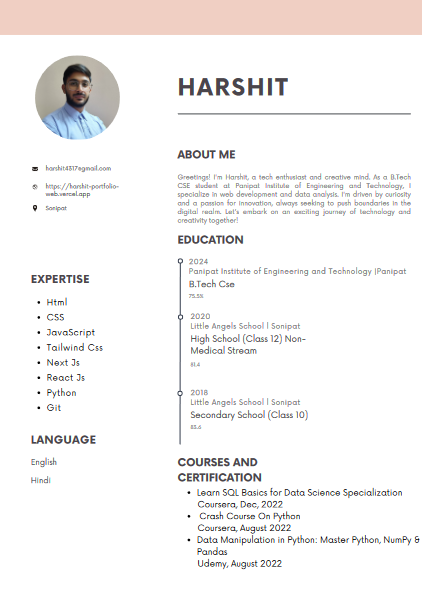 HARSHIT
harshit4317@gmail.com
https://harshit-portfolio-
web.vercel.app
Sonipat
EXPERTISE
Html
CSS
JavaScript
Tailwind Css
Next Js
React Js
Python
Git
LANGUAGE
English
Hindi
ABOUT ME
Greetings! I'm Harshit, a tech enthusiast and creative mind. As a B.Tech
CSE student at Panipat Institute of Engineering and Technology, I
specialize in web development and data analysis. I'm driven by curiosity
and a passion for innovation, always seeking to push boundaries in the
digital realm. Let's embark on an exciting journey of technology and
creativity together!
EDUCATION
2024
Panipat Institute of Engineering and Technology |Panipat
B.Tech Cse
75.5%
2020
Little Angels School | Sonipat
High School (Class 12) Non-
Medical Stream
81.4
2018
Little Angels School | Sonipat
Secondary School (Class 10)
83.6
COURSES AND
CERTIFICATION
Learn SQL Basics for Data Science Specialization
Coursera, Dec, 2022
Crash Course On Python
Coursera, August 2022
Data Manipulation in Python: Master Python, NumPy &
Pandas
Udemy, August 2022